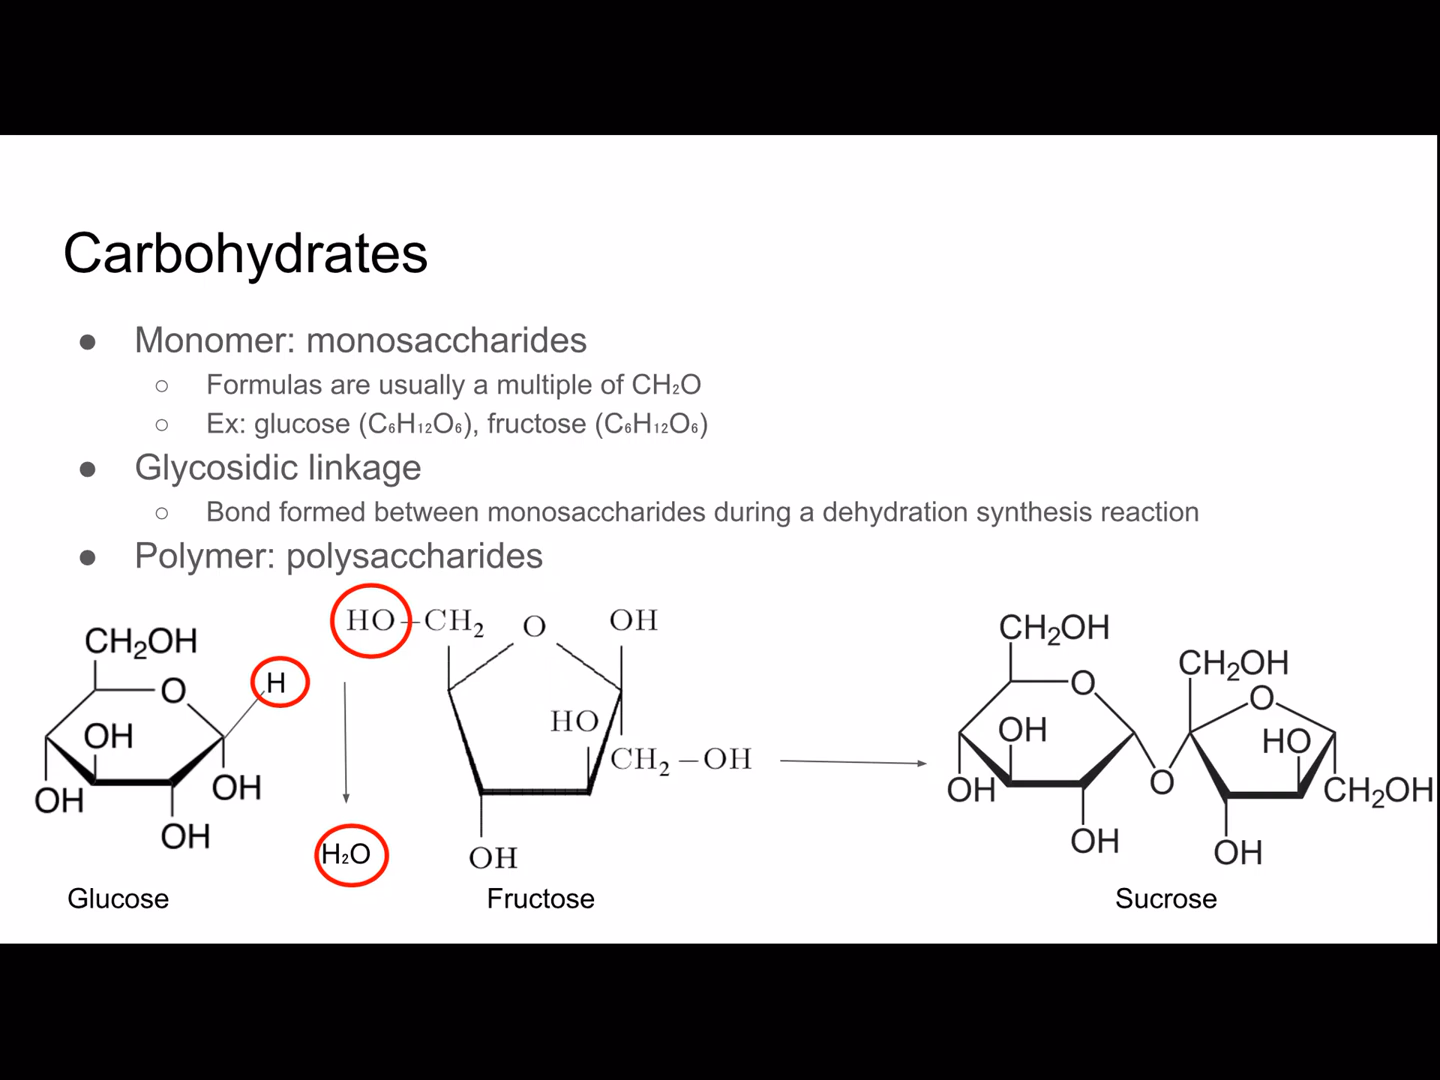 Carbohydrates
● Monomer: monosaccharides
○ Formulas are usually a multiple of CH₂O
○ Ex: glucose (C₆H₁₂O₆), fructose (C₆H₁₂O₆)
● Glycosidic linkage
○ Bond formed between monosaccharides during a dehydration synthesis reaction
● Polymer: polysaccharides
CH₂OH
O
H
OH
OH
OH
OH
Glucose
HO–CH₂
O
OH
HO
CH₂–OH
OH
H₂O
Fructose
CH₂OH
O
OH
OH
OH
O
CH₂OH
O
HO
CH₂OH
OH
Sucrose